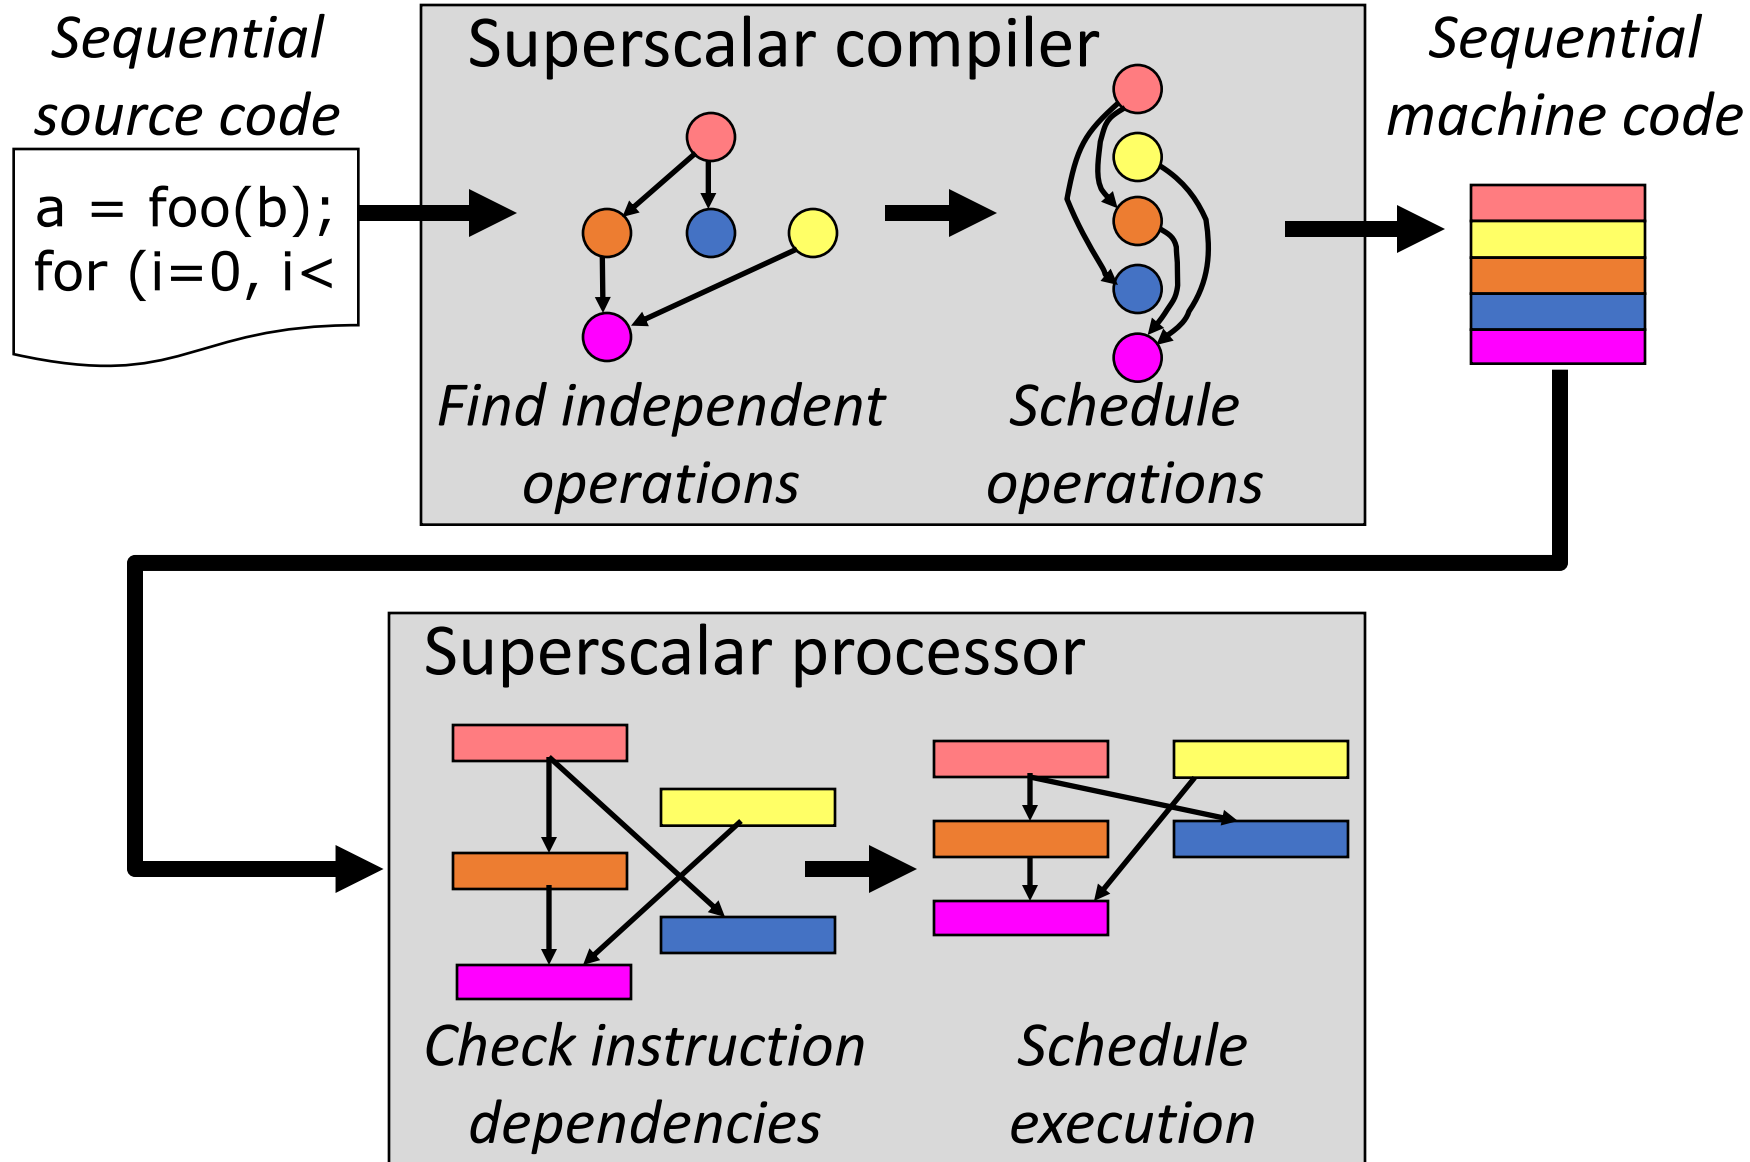 Sequential
source code
a = foo(b);
for (i=0, i<
Superscalar compiler
Find independent
operations
Schedule
operations
Sequential
machine code
Superscalar processor
Check instruction
dependencies
Schedule
execution